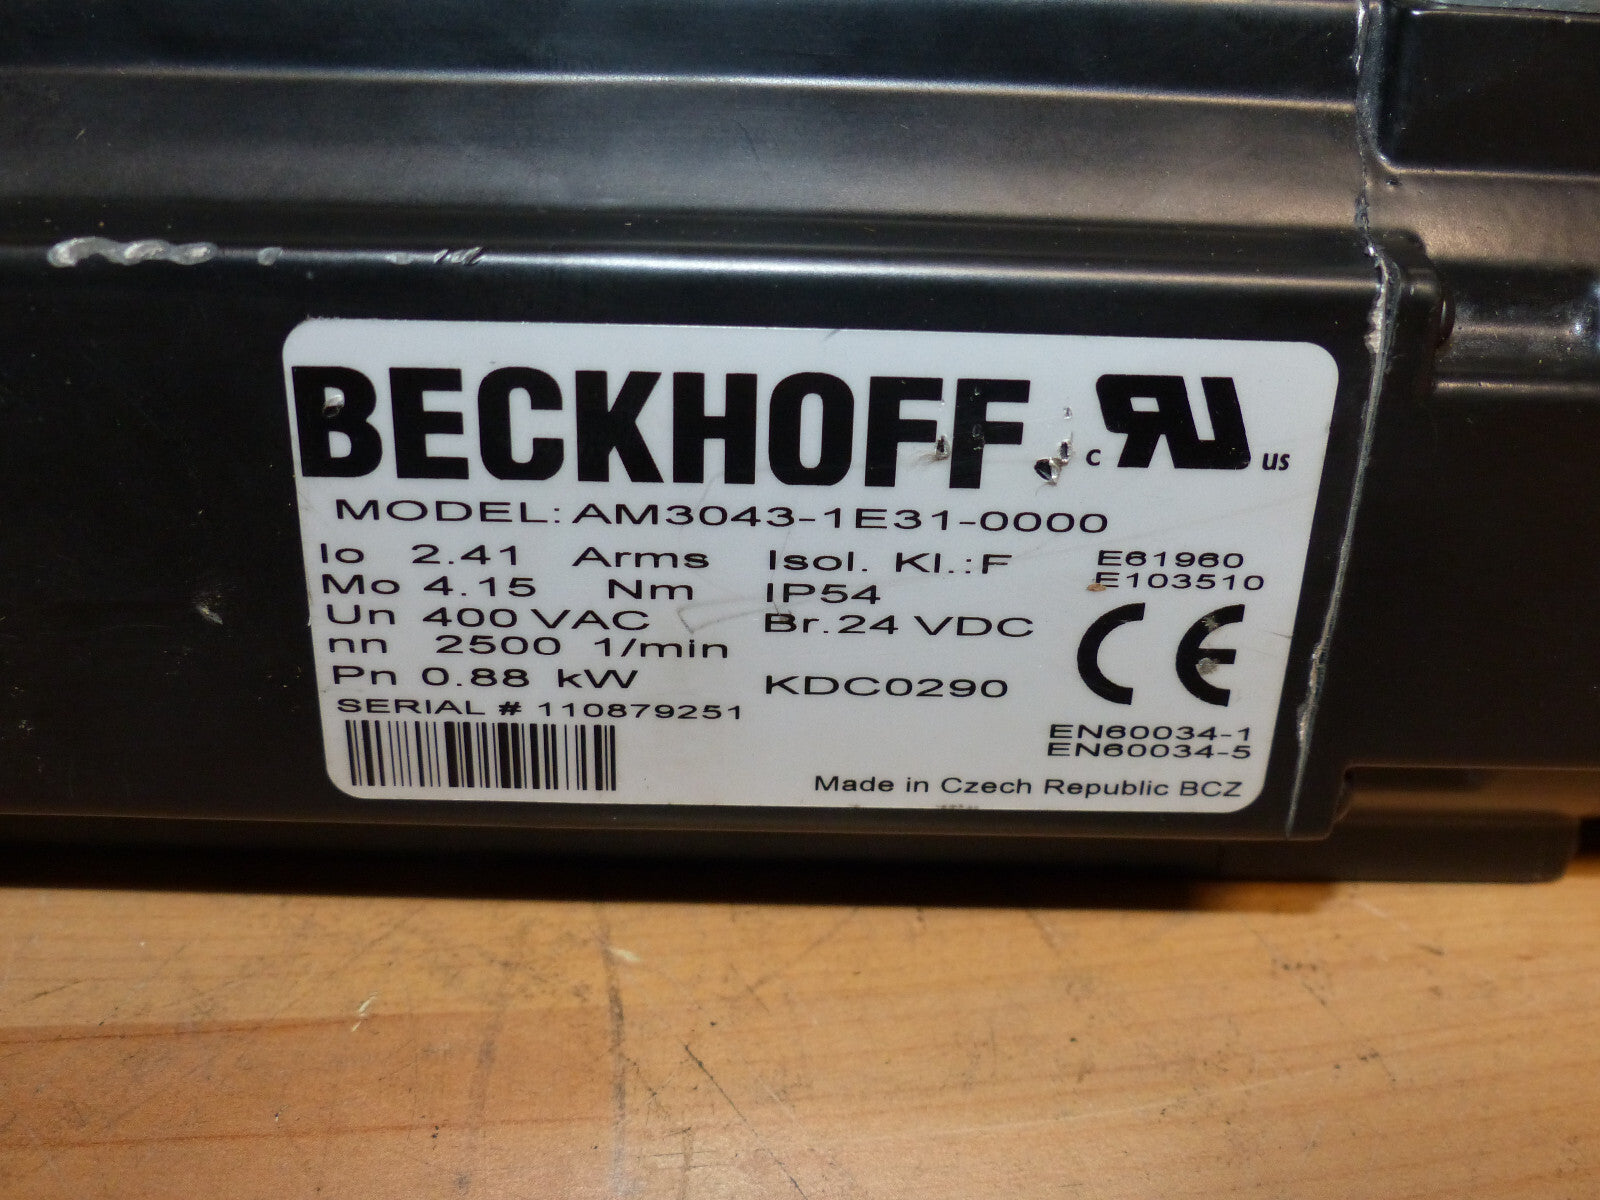 BECKHOFF c RU us
MODEL: AM3043-1E31-0000
Io 2.41 Arms Isol. Kl.:F E61960
Mo 4.15 Nm IP54 E103510
Un 400 VAC Br. 24 VDC CE
nn 2500 1/min
Pn 0.88 kW KDC0290
SERIAL # 110879251
EN60034-1
EN60034-5
Made in Czech Republic BCZ